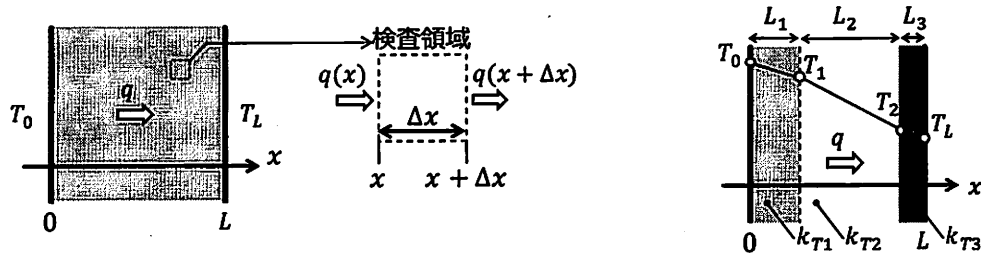 検査領域
q(x)
q(x + Δx)
q
T₀
T_L
Δx
x
x
x + Δx
0
L
L₁
L₂
L₃
T₀
T₁
T₂
T_L
q
x
k_T1
k_T2
0
L
k_T3